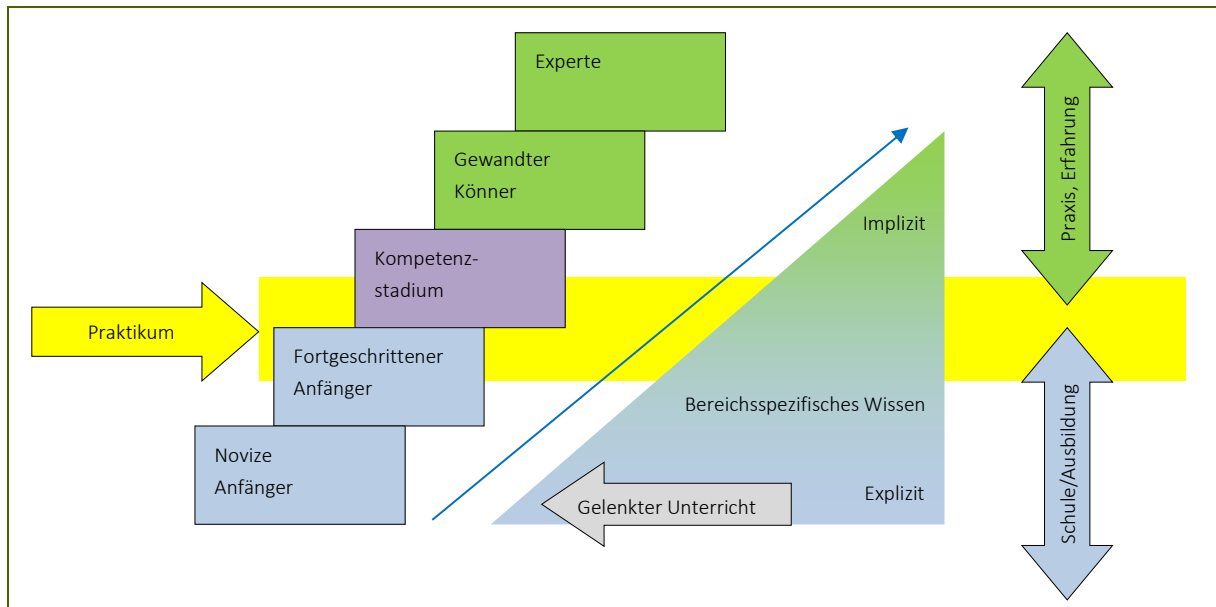 Experte
Gewandter
Könner
Kompetenz-
stadium
Fortgeschrittener
Anfänger
Novize
Anfänger
Praktikum
Implizit
Bereichsspezifisches Wissen
Explizit
Gelenkter Unterricht
Praxis, Erfahrung
Schule/Ausbildung